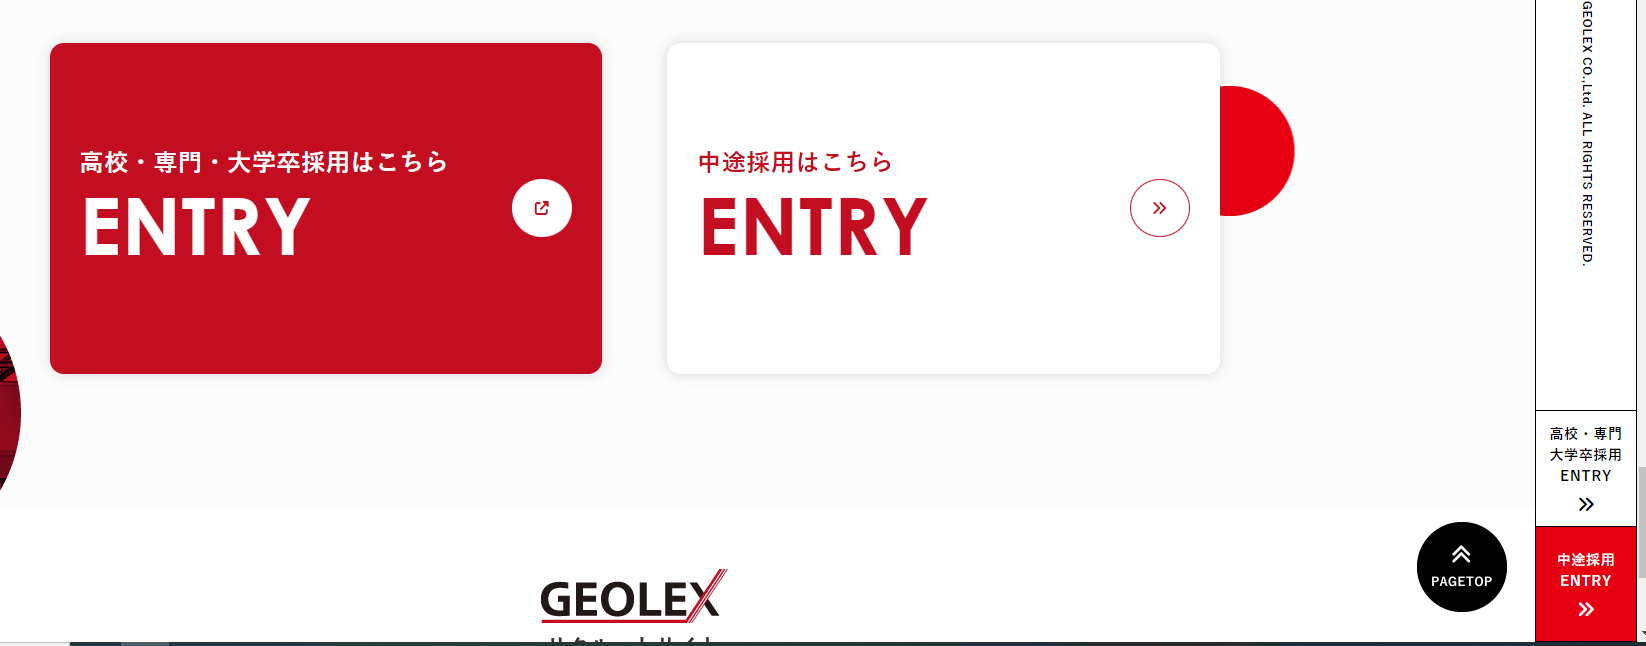 高校・専門・大学卒採用はこちら
ENTRY
中途採用はこちら
ENTRY
GEOLEX CO.,Ltd. ALL RIGHTS RESERVED.
高校・専門
大学卒採用
ENTRY
中途採用
ENTRY
PAGETOP
GEOLEX